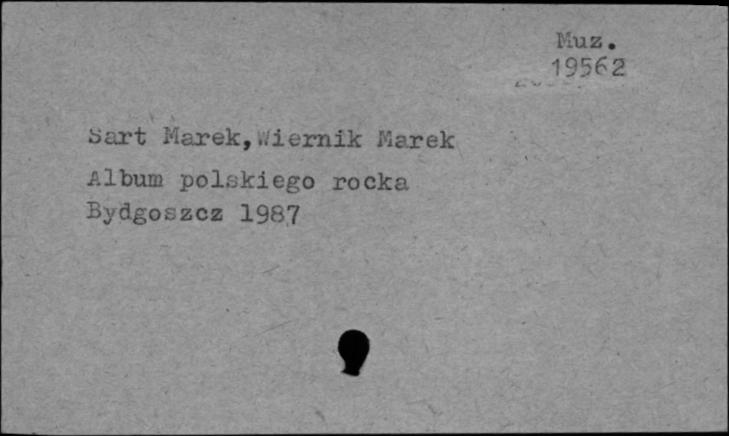 Muz.
19562
Sart Marek,Wiernik Marek
Album polskiego rocka
Bydgoszcz 1987